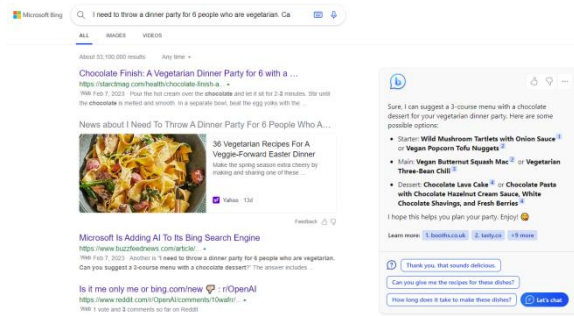 Microsoft Bing
I need to throw a dinner party for 6 people who are vegetarian. Ca
ALL IMAGES VIDEOS
About 53,100,000 results Any time
Chocolate Finish: A Vegetarian Dinner Party for 6 with a ...
https://starctmag.com/health/chocolate-finish-a...
Web Feb 7, 2023 Pour the hot cream over the chocolate and let it sit for 2-3 minutes. Stir until
the chocolate is melted and smooth. In a separate bowl, beat the egg yolks with the ...
News about I Need To Throw A Dinner Party For 6 People Who A...
36 Vegetarian Recipes For A
Veggie-Forward Easter Dinner
Make the spring season extra cheery by
making and sharing one of these ...
Yahoo 13d
Feedback
Microsoft Is Adding AI To Its Bing Search Engine
https://www.buzzfeednews.com/article/...
Web Feb 7, 2023 Another is "I need to throw a dinner party for 6 people who are vegetarian.
Can you suggest a 3-course menu with a chocolate dessert?" The answer includes ...
Is it me only or bing.com/new : r/OpenAI
https://www.reddit.com/r/OpenAI/comments/10wafrr/...
Web 1 vote and 3 comments so far on Reddit
Sure, I can suggest a 3-course menu with a chocolate
dessert for your vegetarian dinner party. Here are some
possible options:
• Starter: Wild Mushroom Tartlets with Onion Sauce 1
or Vegan Popcorn Tofu Nuggets 2
• Main: Vegan Butternut Squash Mac 2 or Vegetarian
Three-Bean Chili 3
• Dessert: Chocolate Lava Cake 4 or Chocolate Pasta
with Chocolate Hazelnut Cream Sauce, White
Chocolate Shavings, and Fresh Berries 4
I hope this helps you plan your party. Enjoy!
Learn more: 1. booths.co.uk 2. tasty.co +9 more
Thank you, that sounds delicious.
Can you give me the recipes for these dishes?
How long does it take to make these dishes?
Let's chat